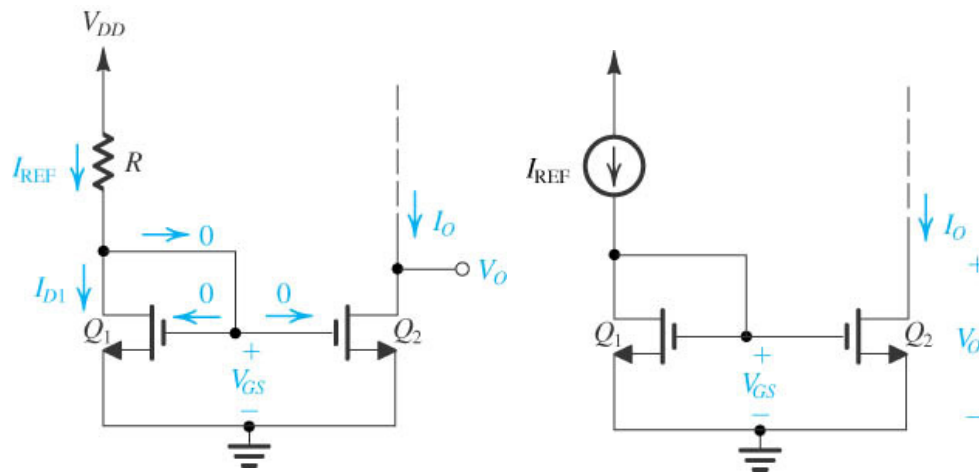 V_DD
I_REF
R
0
I_O
V_O
I_D1
0
0
Q_1
Q_2
+
V_GS
−
I_REF
I_O
+
Q_1
Q_2
V_O
+
V_GS
−
−